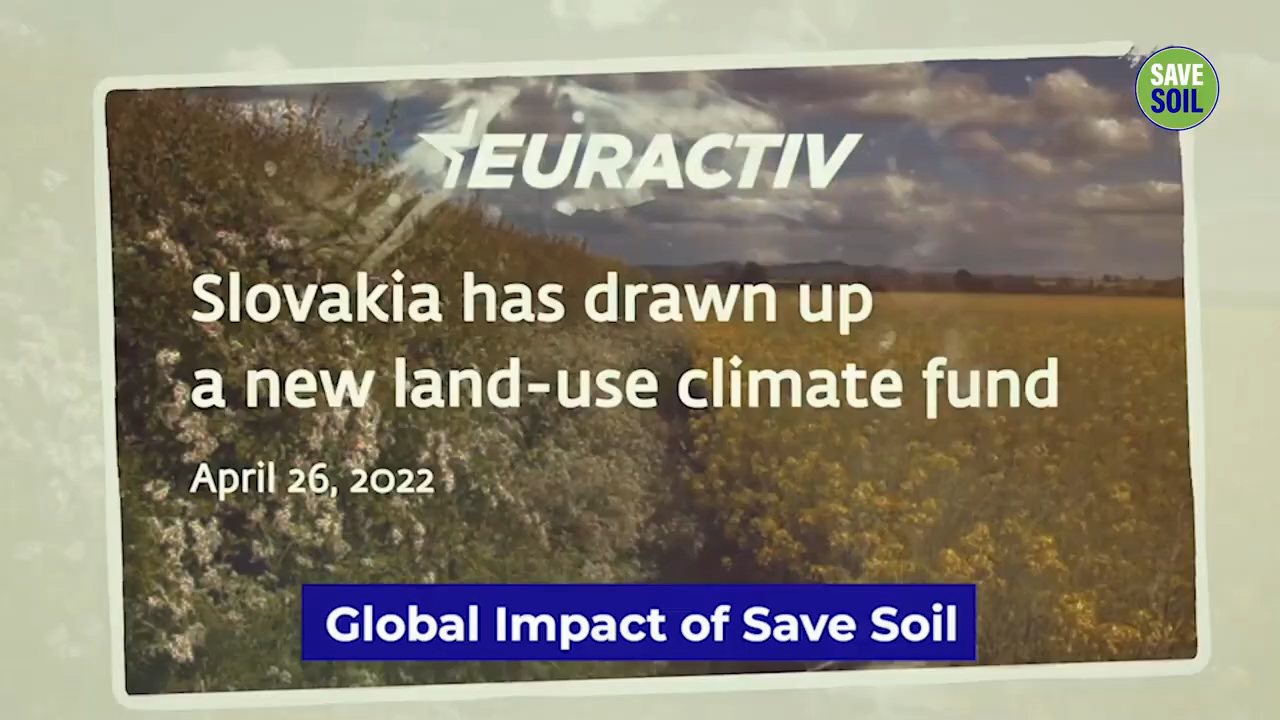 SAVE
SOIL
EURACTIV
Slovakia has drawn up
a new land-use climate fund
April 26, 2022
Global Impact of Save Soil